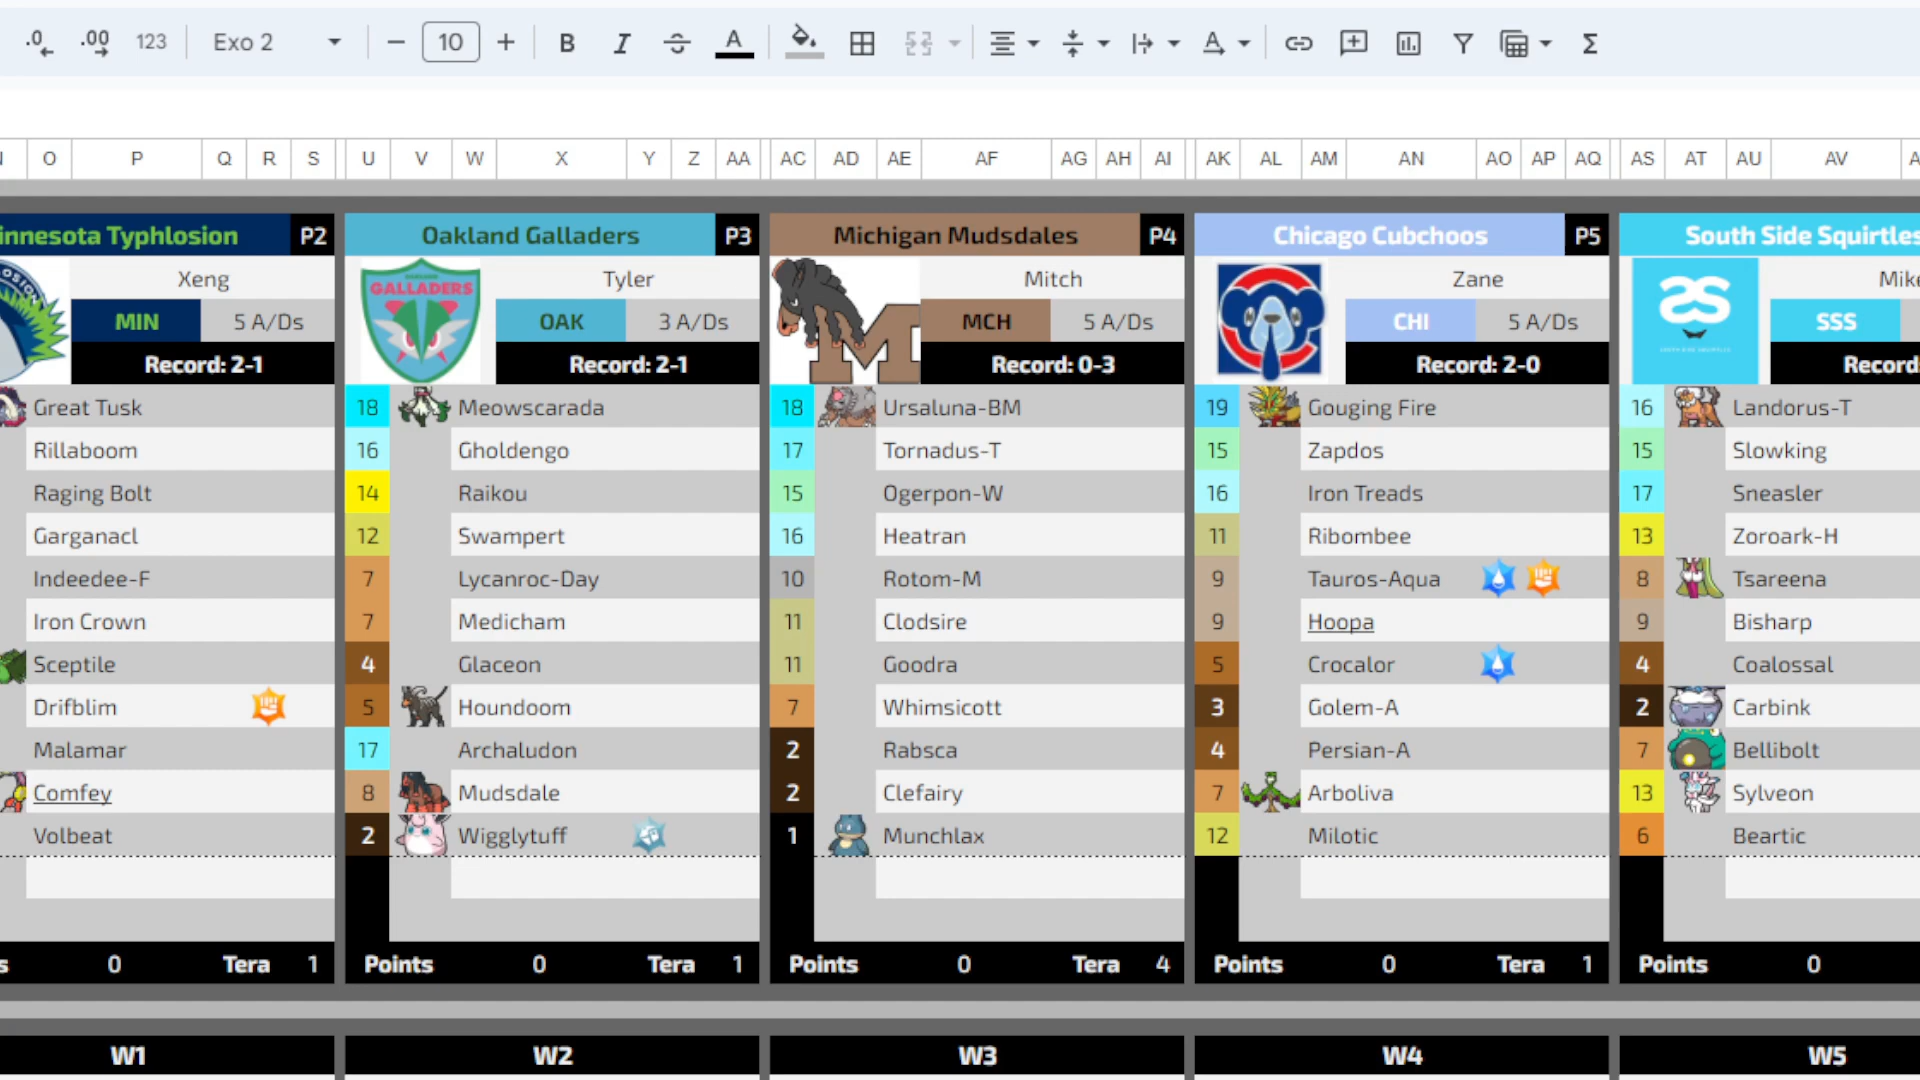 .0 .00 123 Exo 2 10 B I S A A Σ
O P Q R S U V W X Y Z AA AC AD AE AF AG AH AI AK AL AM AN AO AP AQ AS AT AU AV
innesota Typhlosion P2
Xeng
MIN 5 A/Ds
Record: 2-1
Great Tusk
Rillaboom
Raging Bolt
Garganacl
Indeedee-F
Iron Crown
Sceptile
Drifblim
Malamar
Comfey
Volbeat
s 0 Tera 1
Oakland Galladers P3
GALLADERS
Tyler
OAK 3 A/Ds
Record: 2-1
18 Meowscarada
16 Gholdengo
14 Raikou
12 Swampert
7 Lycanroc-Day
7 Medicham
4 Glaceon
5 Houndoom
17 Archaludon
8 Mudsdale
2 Wigglytuff
Points 0 Tera 1
Michigan Mudsdales P4
M
Mitch
MCH 5 A/Ds
Record: 0-3
18 Ursaluna-BM
17 Tornadus-T
15 Ogerpon-W
16 Heatran
10 Rotom-M
11 Clodsire
11 Goodra
7 Whimsicott
2 Rabsca
2 Clefairy
1 Munchlax
Points 0 Tera 4
Chicago Cubchoos P5
Zane
CHI 5 A/Ds
Record: 2-0
19 Gouging Fire
15 Zapdos
16 Iron Treads
11 Ribombee
9 Tauros-Aqua
9 Hoopa
5 Crocalor
3 Golem-A
4 Persian-A
7 Arboliva
12 Milotic
Points 0 Tera 1
South Side Squirtles
Mike
SSS
Record:
16 Landorus-T
15 Slowking
17 Sneasler
13 Zoroark-H
8 Tsareena
9 Bisharp
4 Coalossal
2 Carbink
7 Bellibolt
13 Sylveon
6 Beartic
Points 0
W1 W2 W3 W4 W5